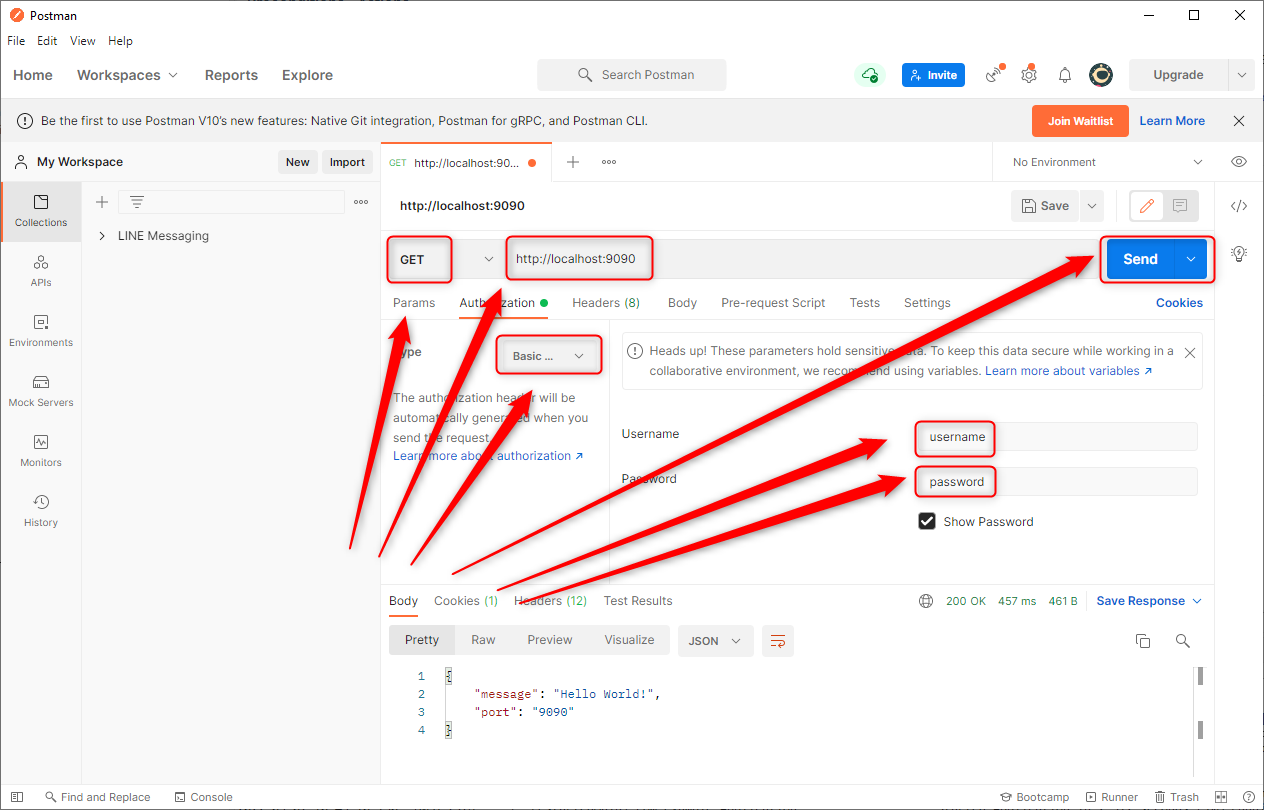 Postman
File Edit View Help
Home Workspaces Reports Explore Search Postman Invite Upgrade
Be the first to use Postman V10's new features: Native Git integration, Postman for gRPC, and Postman CLI. Join Waitlist Learn More
My Workspace New Import GET http://localhost:90... No Environment
Collections
LINE Messaging
APIs
Environments
Mock Servers
Monitors
History
http://localhost:9090 Save
GET http://localhost:9090 Send
Params Authorization Headers (8) Body Pre-request Script Tests Settings Cookies
Type Basic ...
The authorization header will be
automatically generated when you
send the request.
Learn more about authorization ↗
Heads up! These parameters hold sensitive data. To keep this data secure while working in a
collaborative environment, we recommend using variables. Learn more about variables ↗
Username username
Password password
Show Password
Body Cookies (1) Headers (12) Test Results 200 OK 457 ms 461 B Save Response
Pretty Raw Preview Visualize JSON
1 {
2 "message": "Hello World!",
3 "port": "9090"
4 }
Find and Replace Console Bootcamp Runner Trash